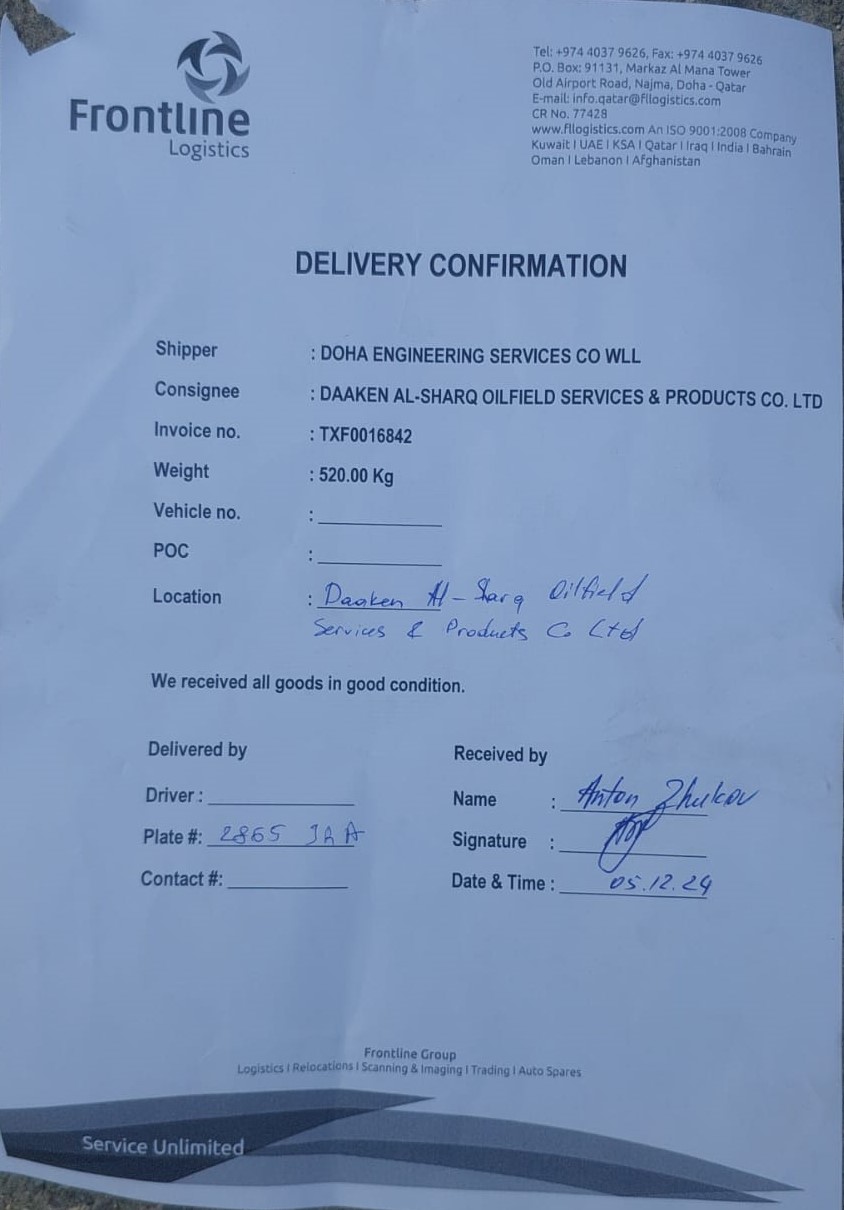 Frontline
Logistics
Tel: +974 4037 9626, Fax: +974 4037 9626
P.O. Box: 91131, Markaz Al Mana Tower
Old Airport Road, Najma, Doha - Qatar
E-mail: info.qatar@fllogistics.com
CR No. 77428
www.fllogistics.com An ISO 9001:2008 Company
Kuwait I UAE I KSA I Qatar I Iraq I India I Bahrain
Oman I Lebanon I Afghanistan
DELIVERY CONFIRMATION
Shipper : DOHA ENGINEERING SERVICES CO WLL
Consignee : DAAKEN AL-SHARQ OILFIELD SERVICES & PRODUCTS CO. LTD
Invoice no. : TXF0016842
Weight : 520.00 Kg
Vehicle no. :
POC :
Location : Daaken Al-Sharq Oilfield
Services & Products Co Ltd
We received all goods in good condition.
Delivered by Received by
Driver : Name : Anton Zhukov
Plate #: 2865 Signature :
Contact #: Date & Time : 05.12.24
Frontline Group
Logistics I Relocations I Scanning & Imaging I Trading I Auto Spares
Service Unlimited